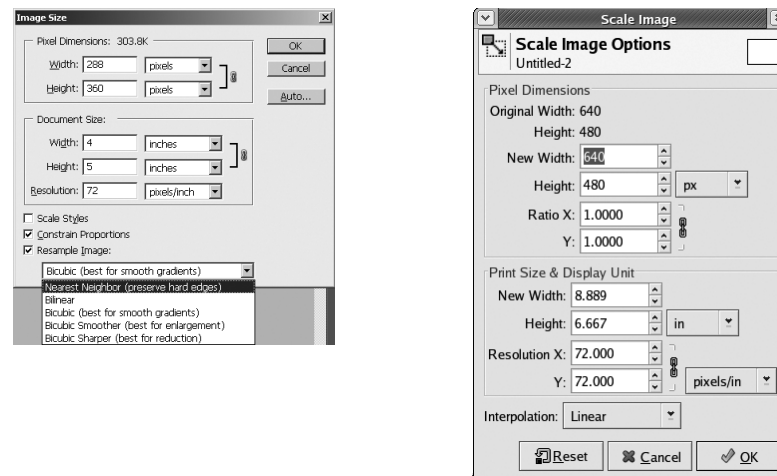 Image Size
Pixel Dimensions: 303.8K
Width: 288 pixels
Height: 360 pixels
OK
Cancel
Auto...
Document Size:
Width: 4 inches
Height: 5 inches
Resolution: 72 pixels/inch
Scale Styles
Constrain Proportions
Resample Image:
Bicubic (best for smooth gradients)
Nearest Neighbor (preserve hard edges)
Bilinear
Bicubic (best for smooth gradients)
Bicubic Smoother (best for enlargement)
Bicubic Sharper (best for reduction)
Scale Image
Scale Image Options
Untitled-2
Pixel Dimensions
Original Width: 640
Height: 480
New Width: 640
Height: 480 px
Ratio X: 1.0000
Y: 1.0000
Print Size & Display Unit
New Width: 8.889
Height: 6.667 in
Resolution X: 72.000
Y: 72.000 pixels/in
Interpolation: Linear
Reset Cancel OK